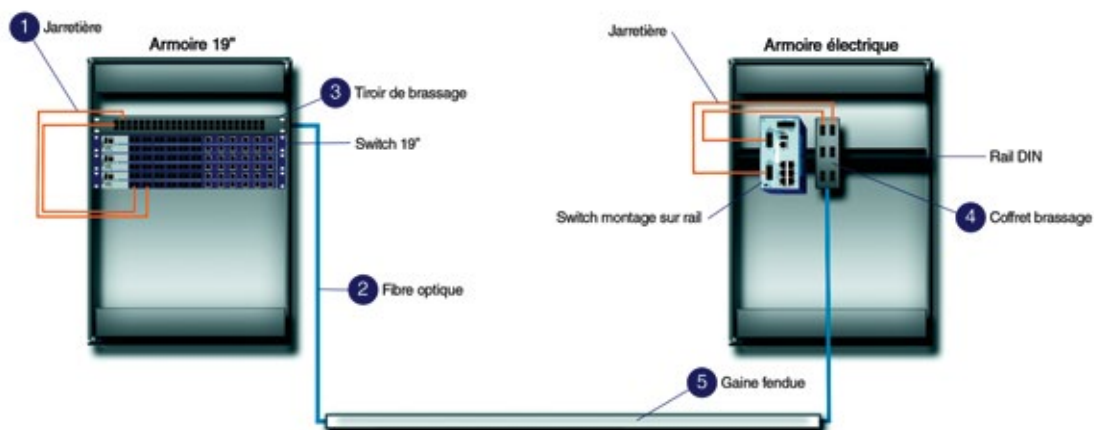 1 Jarretière
Armoire 19"
3 Tiroir de brassage
Switch 19"
2 Fibre optique
Jarretière
Armoire électrique
Rail DIN
Switch montage sur rail
4 Coffret brassage
5 Gaine fendue